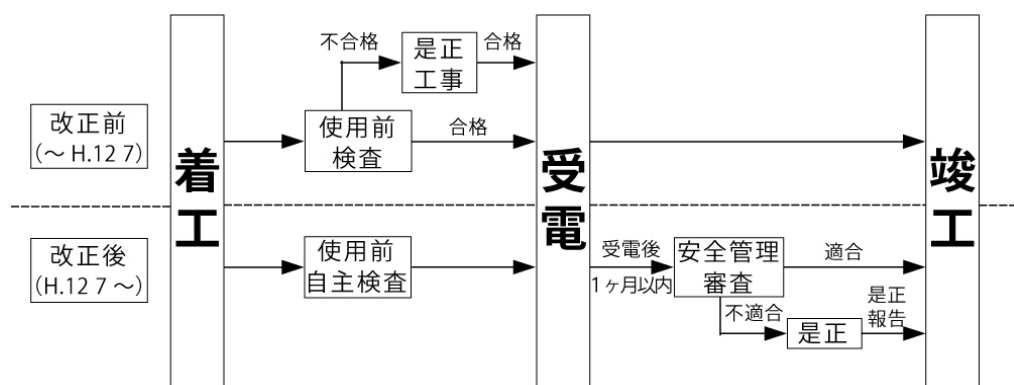 改正前
(～ H.12 7)
着工
使用前
検査
不合格
是正
工事
合格
合格
受電
竣工
改正後
(H.12 7 ～)
使用前
自主検査
受電後
1ヶ月以内
安全管理
審査
適合
不適合
是正
是正
報告